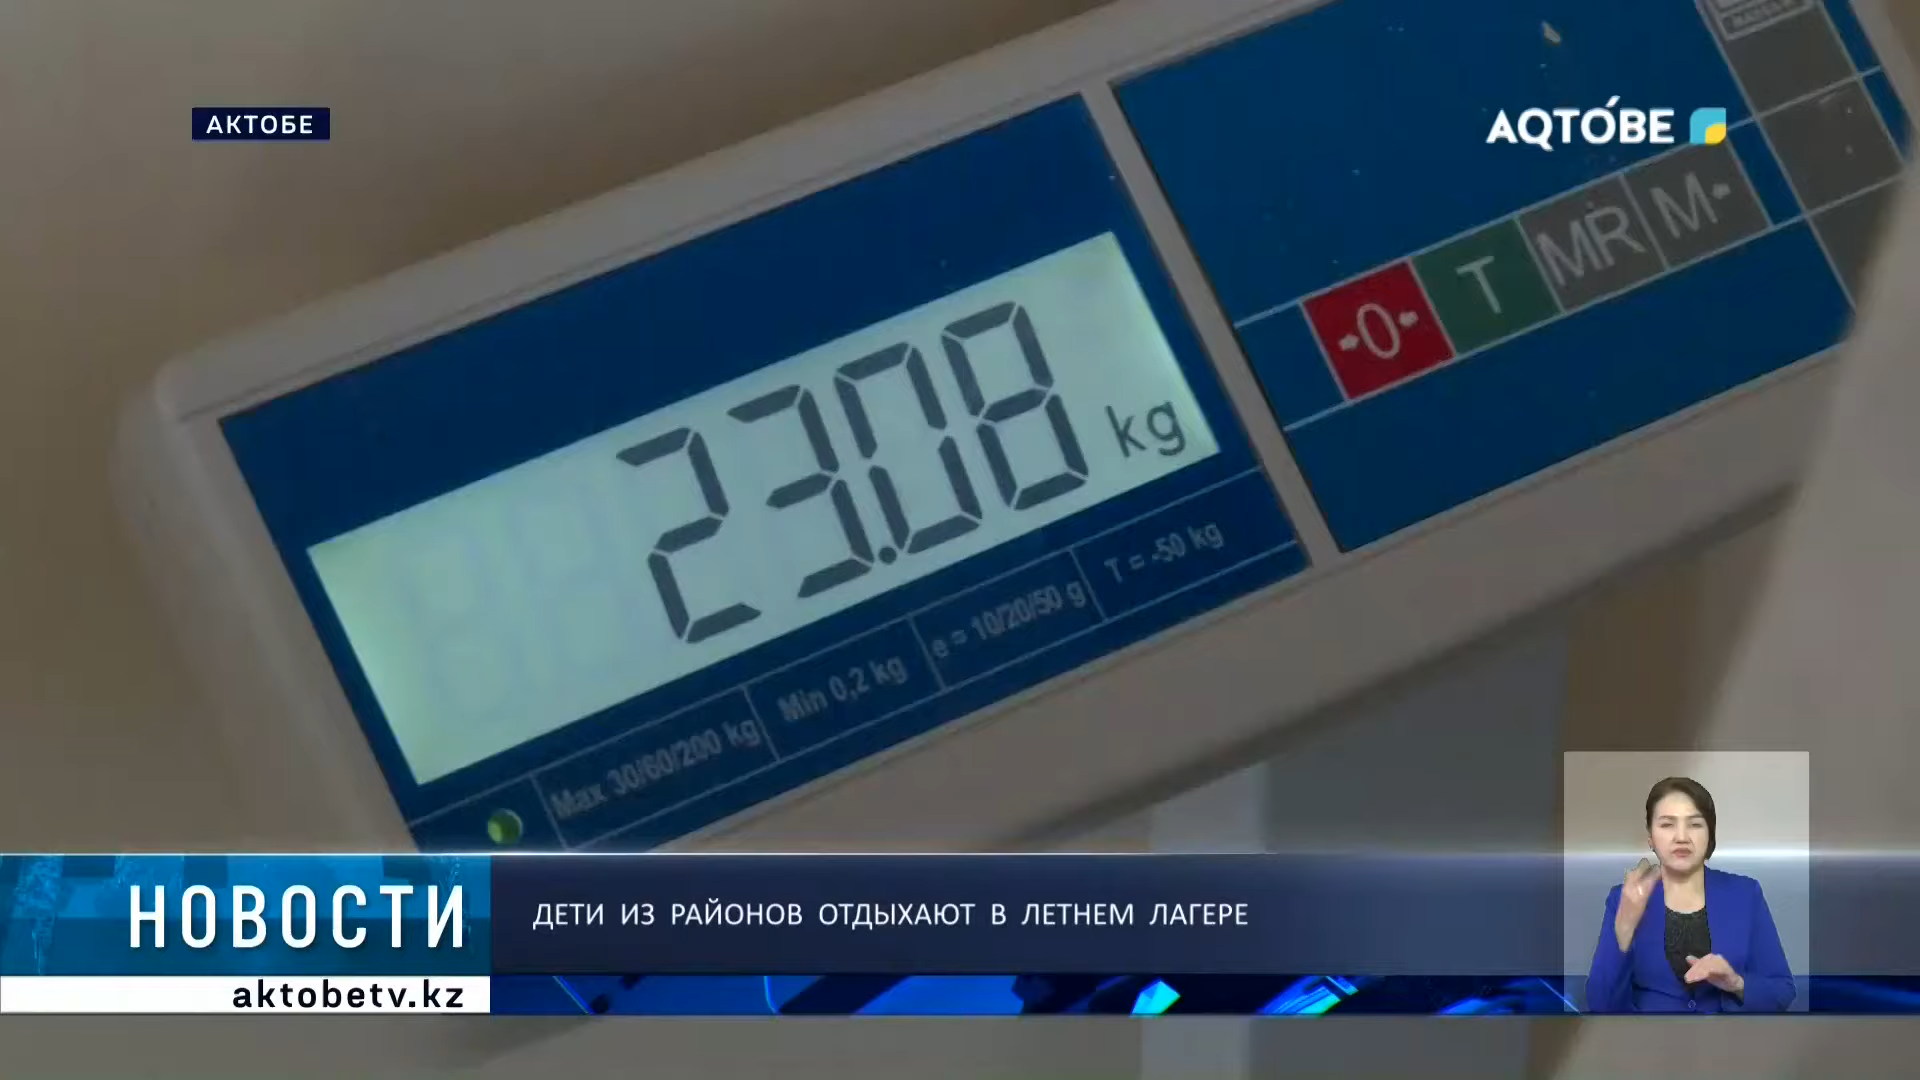 АКТОБЕ
AQTÓBE
23.08 kg
0 T MR M-
Max 30/60/200 kg
Min 0,2 kg
e = 10/20/50 g
T = -50 kg
НОВОСТИ
ДЕТИ ИЗ РАЙОНОВ ОТДЫХАЮТ В ЛЕТНЕМ ЛАГЕРЕ
aktobetv.kz